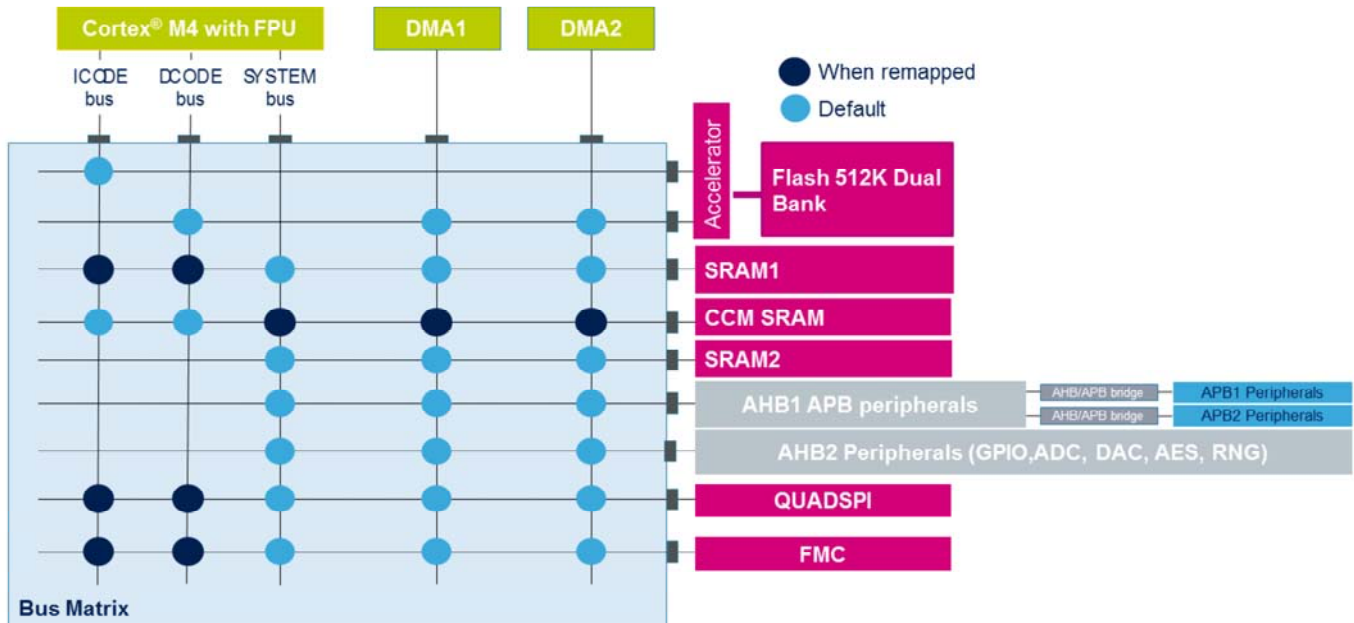 Cortex® M4 with FPU
DMA1
DMA2
ICODE
bus
DCODE
bus
SYSTEM
bus
When remapped
Default
Accelerator
Flash 512K Dual
Bank
SRAM1
CCM SRAM
SRAM2
AHB1 APB peripherals
AHB/APB bridge
APB1 Peripherals
AHB/APB bridge
APB2 Peripherals
AHB2 Peripherals (GPIO,ADC, DAC, AES, RNG)
QUADSPI
FMC
Bus Matrix